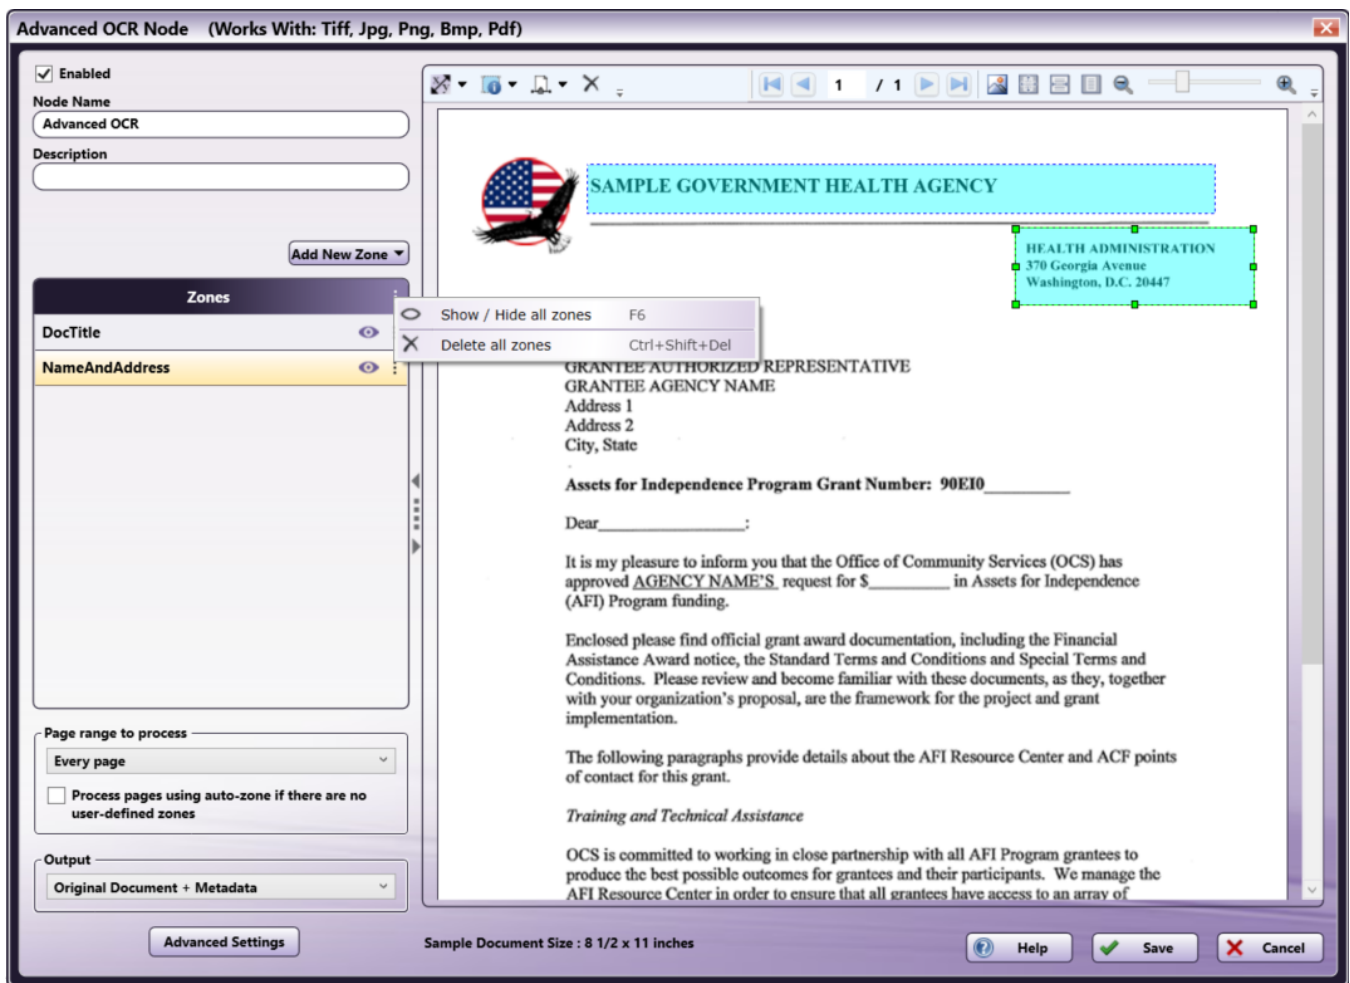 Advanced OCR Node (Works With: Tiff, Jpg, Png, Bmp, Pdf)
Enabled
Node Name
Advanced OCR
Description
Add New Zone
Zones
DocTitle
NameAndAddress
Show / Hide all zones F6
Delete all zones Ctrl+Shift+Del
Page range to process
Every page
Process pages using auto-zone if there are no
user-defined zones
Output
Original Document + Metadata
Advanced Settings
1 / 1
SAMPLE GOVERNMENT HEALTH AGENCY
HEALTH ADMINISTRATION
370 Georgia Avenue
Washington, D.C. 20447
GRANTEE AUTHORIZED REPRESENTATIVE
GRANTEE AGENCY NAME
Address 1
Address 2
City, State
Assets for Independence Program Grant Number: 90EI0_________
Dear________________:
It is my pleasure to inform you that the Office of Community Services (OCS) has
approved AGENCY NAME'S request for $_________ in Assets for Independence
(AFI) Program funding.
Enclosed please find official grant award documentation, including the Financial
Assistance Award notice, the Standard Terms and Conditions and Special Terms and
Conditions. Please review and become familiar with these documents, as they, together
with your organization's proposal, are the framework for the project and grant
implementation.
The following paragraphs provide details about the AFI Resource Center and ACF points
of contact for this grant.
Training and Technical Assistance
OCS is committed to working in close partnership with all AFI Program grantees to
produce the best possible outcomes for grantees and their participants. We manage the
AFI Resource Center in order to ensure that all grantees have access to an array of
Sample Document Size : 8 1/2 x 11 inches
Help
Save
Cancel